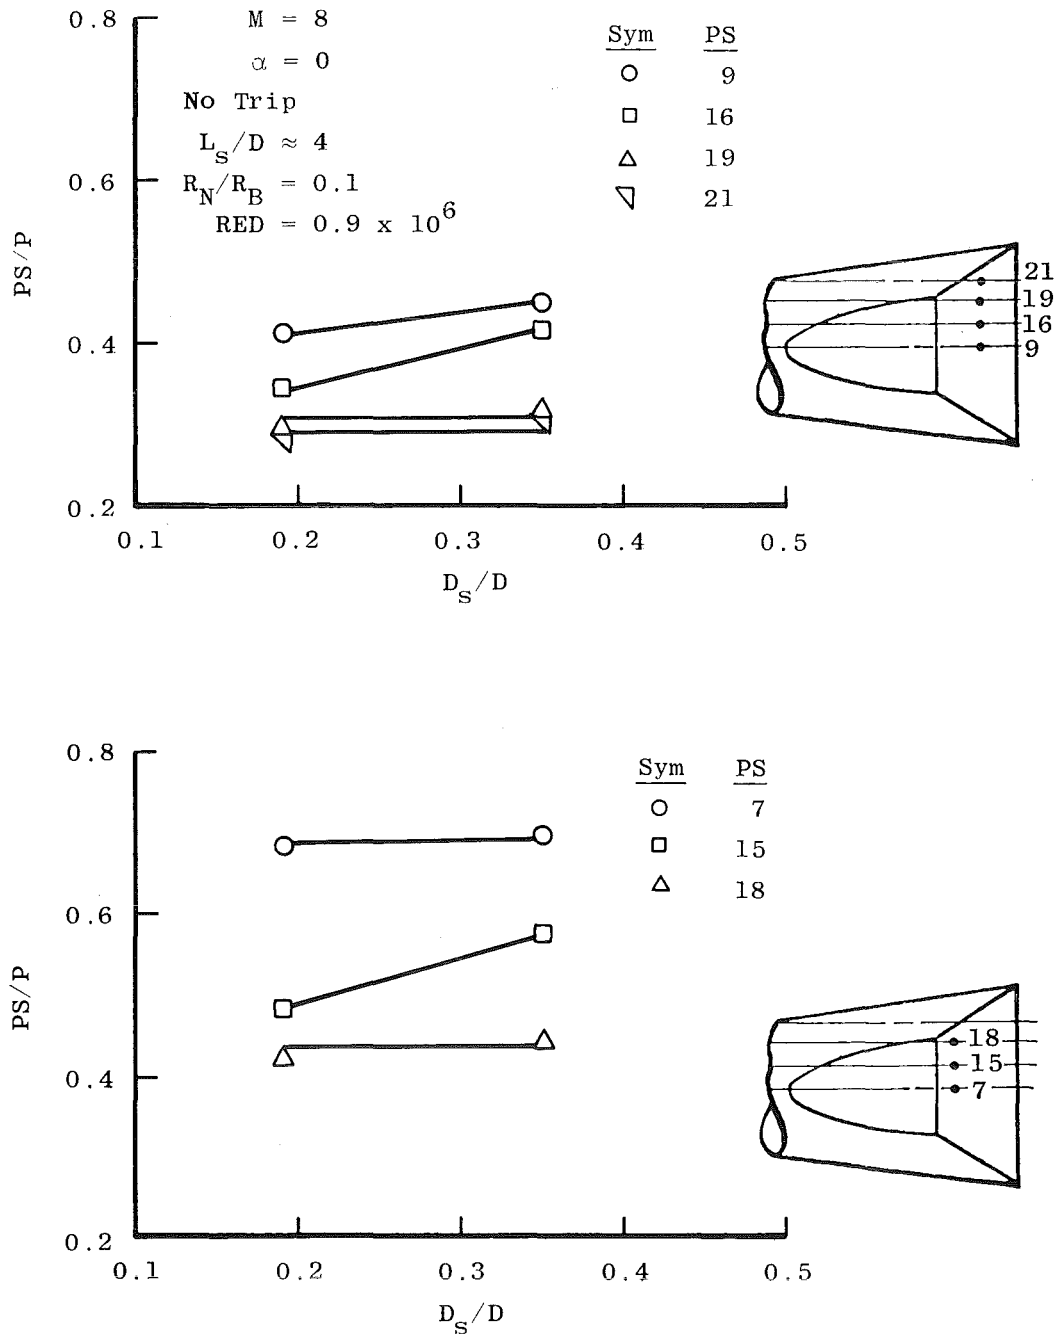 M = 8
α = 0
No Trip
L_s/D ≈ 4
R_N/R_B = 0.1
RED = 0.9 x 10^6
Sym PS
9
16
19
21
0.8
0.6
0.4
0.2
PS/P
21
19
16
9
0.1 0.2 0.3 0.4 0.5
D_s/D
Sym PS
7
15
18
0.8
0.6
0.4
0.2
PS/P
18
15
7
0.1 0.2 0.3 0.4 0.5
D_s/D